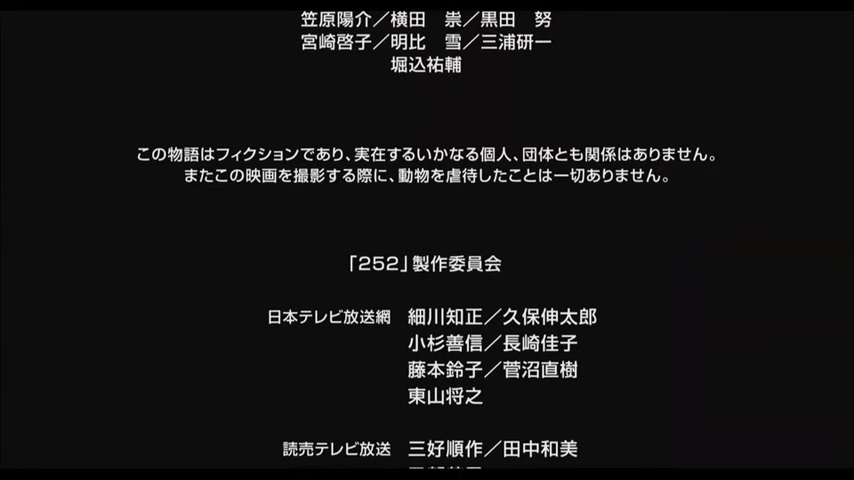 笠原陽介／横田　崇／黒田　努
宮崎啓子／明比　雪／三浦研一
堀込祐輔
この物語はフィクションであり、実在するいかなる個人、団体とも関係はありません。
またこの映画を撮影する際に、動物を虐待したことは一切ありません。
「252」製作委員会
日本テレビ放送網　細川知正／久保伸太郎
小杉善信／長崎佳子
藤本鈴子／菅沼直樹
東山将之
読売テレビ放送　三好順作／田中和美